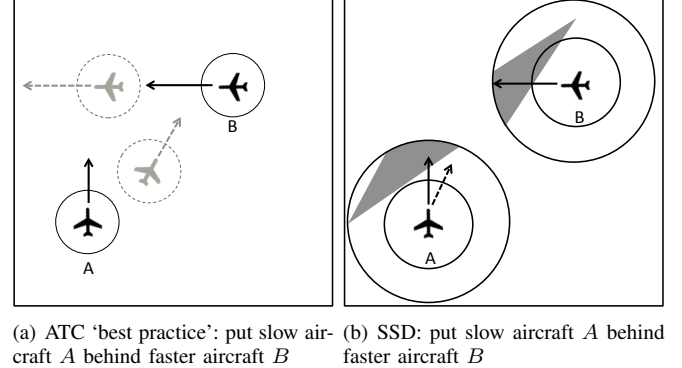 B
A
B
A
(a) ATC ‘best practice’: put slow air-
craft A behind faster aircraft B
(b) SSD: put slow aircraft A behind
faster aircraft B